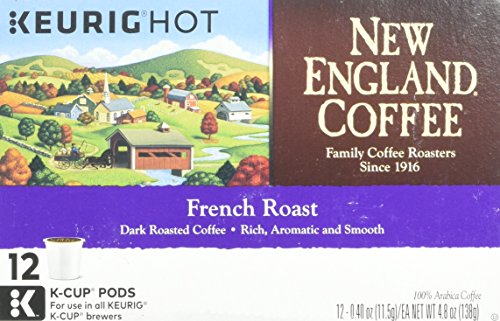 KEURIG® HOT
NEW
ENGLAND®
COFFEE
Family Coffee Roasters
Since 1916
French Roast
Dark Roasted Coffee • Rich, Aromatic and Smooth
12
K-CUP® PODS
For use in all KEURIG®
K-CUP® brewers
100% Arabica Coffee
12 - 0.40 oz (11.5g)/EA NET WT 4.8 oz (138g)